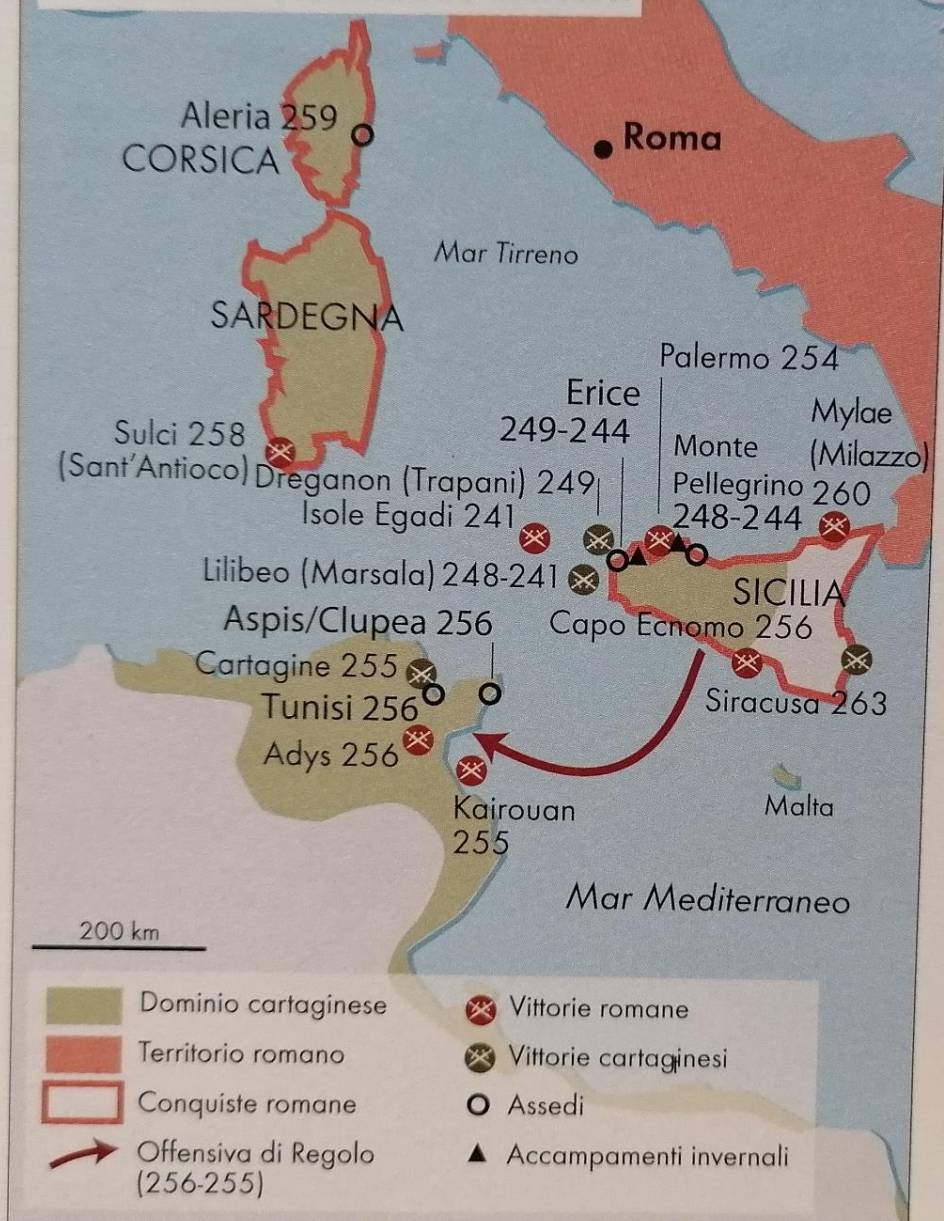 Aleria 259
CORSICA
Roma
Mar Tirreno
SARDEGNA
Palermo 254
Erice
249-244
Mylae
(Milazzo)
260
Monte
Pellegrino
248-244
Sulci 258
(Sant'Antioco)
Dreganon (Trapani) 249
Isole Egadi 241
Lilibeo (Marsala) 248-241
SICILIA
Aspis/Clupea 256
Capo Ecnomo 256
Cartagine 255
Siracusa 263
Tunisi 256
Adys 256
Kairouan
255
Malta
Mar Mediterraneo
200 km
Dominio cartaginese
Territorio romano
Conquiste romane
Offensiva di Regolo
(256-255)
Vittorie romane
Vittorie cartaginesi
Assedi
Accampamenti invernali